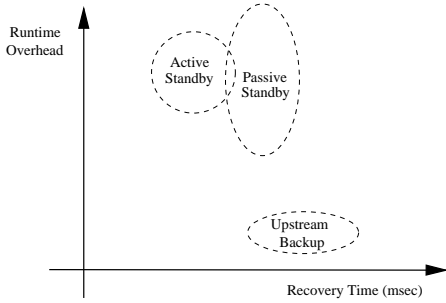 Runtime
Overhead
Active
Standby
Passive
Standby
Upstream
Backup
Recovery Time (msec)